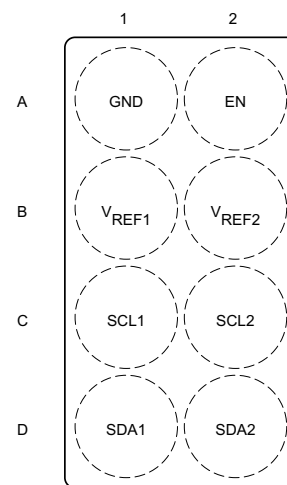 1 2
A GND EN
B VREF1 VREF2
C SCL1 SCL2
D SDA1 SDA2